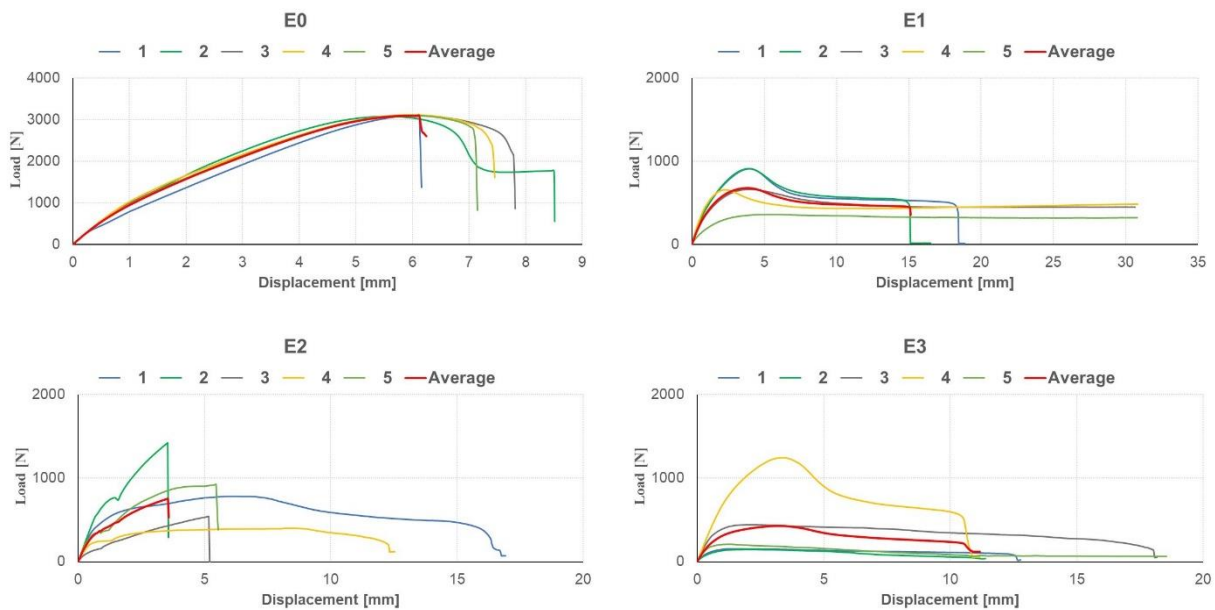 E0
1 2 3 4 5 Average
4000
3000
2000
1000
0
Load [N]
0 1 2 3 4 5 6 7 8 9
Displacement [mm]
E1
1 2 3 4 5 Average
2000
1000
0
Load [N]
0 5 10 15 20 25 30 35
Displacement [mm]
E2
1 2 3 4 5 Average
2000
1000
0
Load [N]
0 5 10 15 20
Displacement [mm]
E3
1 2 3 4 5 Average
2000
1000
0
Load [N]
0 5 10 15 20
Displacement [mm]